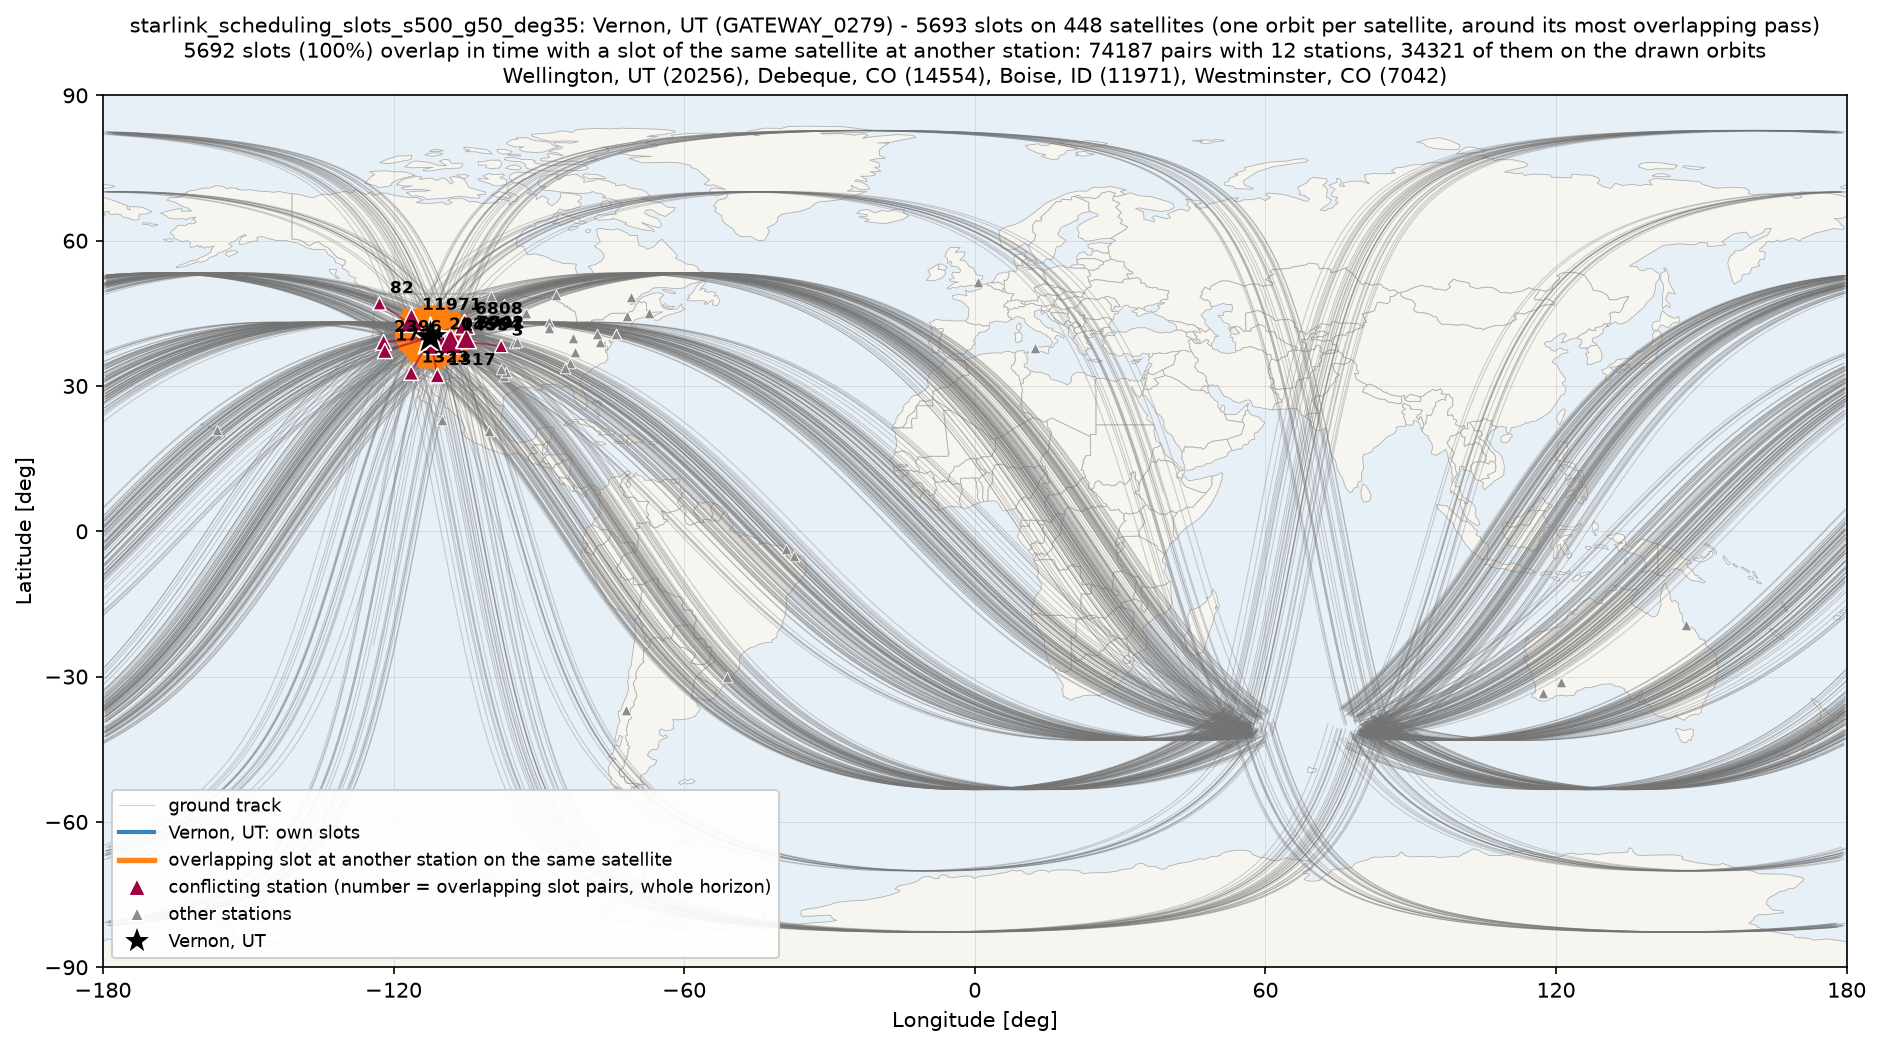 starlink_scheduling_slots_s500_g50_deg35: Vernon, UT (GATEWAY_0279) - 5693 slots on 448 satellites (one orbit per satellite, around its most overlapping pass)
5692 slots (100%) overlap in time with a slot of the same satellite at another station: 74187 pairs with 12 stations, 34321 of them on the drawn orbits
Wellington, UT (20256), Debeque, CO (14554), Boise, ID (11971), Westminster, CO (7042)
90
60
30
0
−30
−60
−90
Latitude [deg]
82
11971
6808
2396
3
1317
ground track
Vernon, UT: own slots
overlapping slot at another station on the same satellite
conflicting station (number = overlapping slot pairs, whole horizon)
other stations
Vernon, UT
−180
−120
−60
0
60
120
180
Longitude [deg]